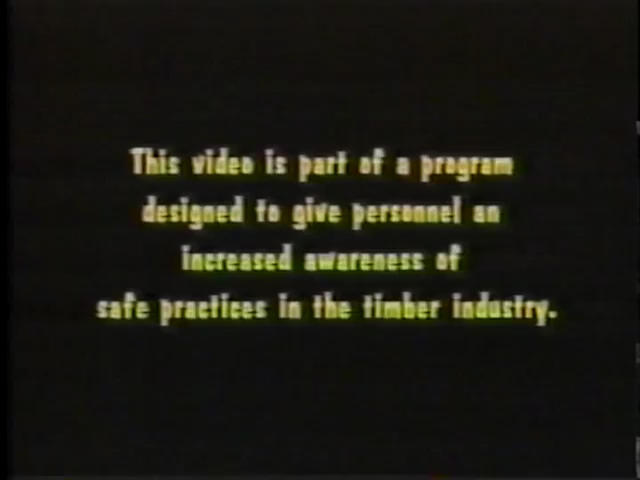 This video is part of a program
designed to give personnel an
increased awareness of
safe practices in the timber industry.